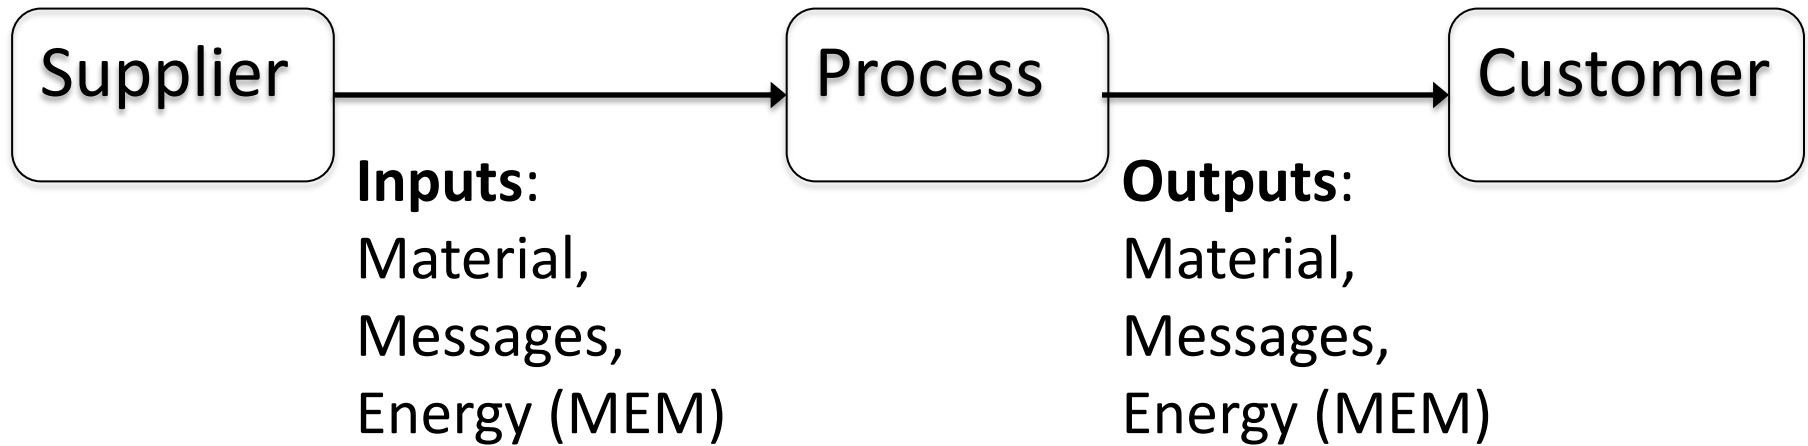 Supplier
Process
Customer
Inputs:
Material,
Messages,
Energy (MEM)
Outputs:
Material,
Messages,
Energy (MEM)